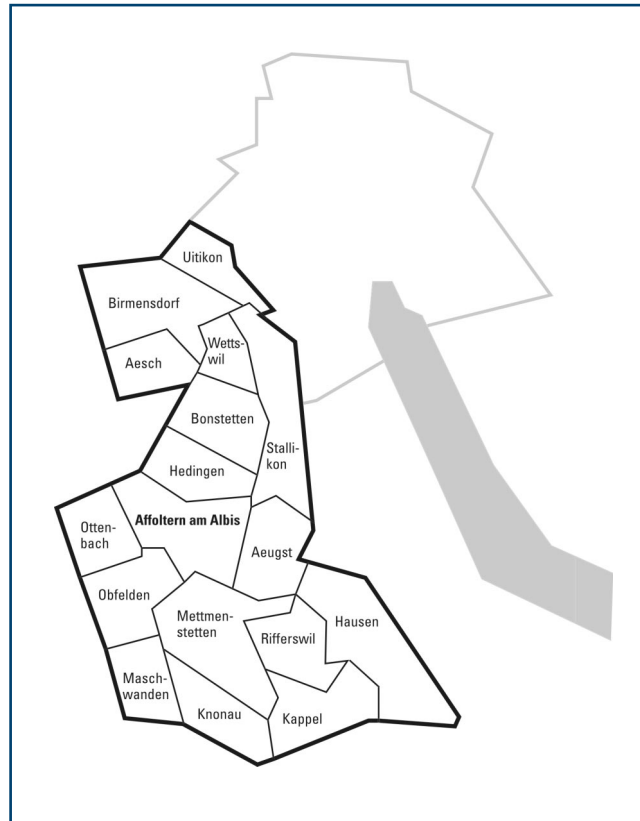 Uitikon
Birmensdorf
Wetts-
wil
Aesch
Bonstetten
Stalli-
kon
Hedingen
Affoltern am Albis
Otten-
bach
Aeugst
Obfelden
Mettmen-
stetten
Hausen
Rifferswil
Masch-
wanden
Knonau
Kappel